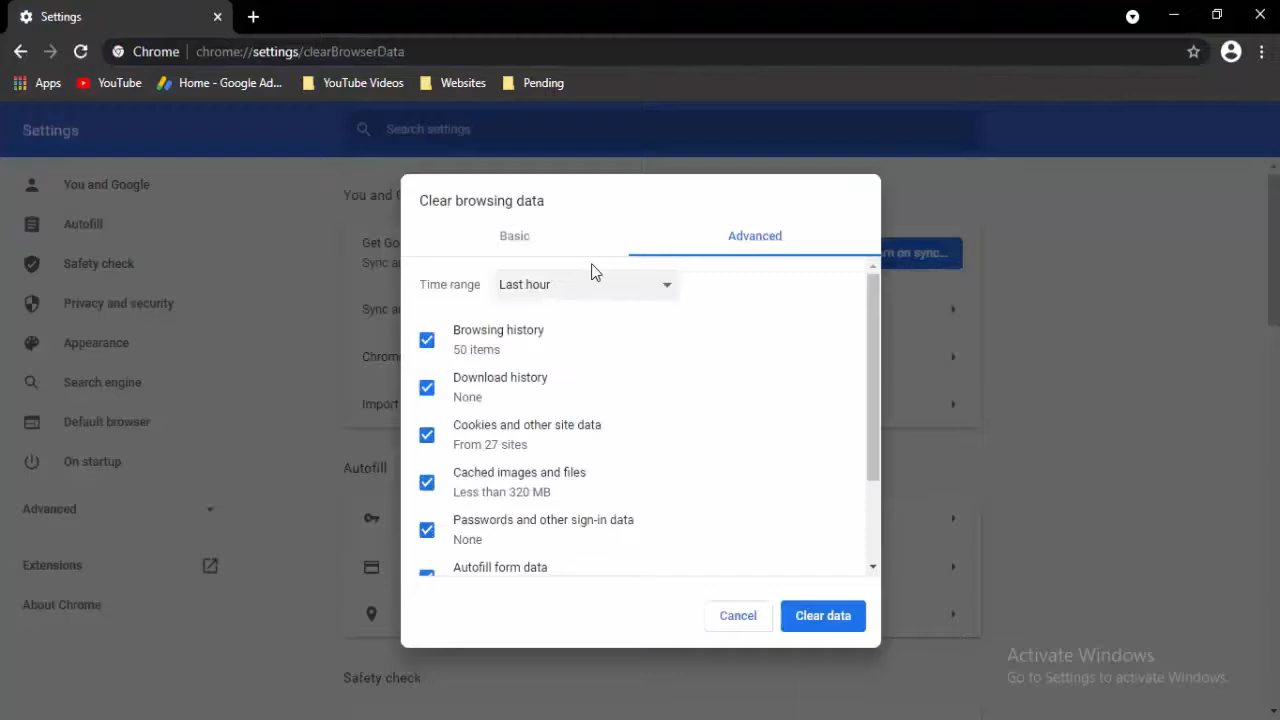 Settings
Chrome | chrome://settings/clearBrowserData
Apps YouTube Home - Google Ad... YouTube Videos Websites Pending
Settings
Search settings
You and Google
Autofill
Safety check
Privacy and security
Appearance
Search engine
Default browser
On startup
Advanced
Extensions
About Chrome
You and
Get Go
Sync a
on sync...
Sync a
Chrom
Import
Autofill
Safety check
Clear browsing data
Basic Advanced
Time range Last hour
Browsing history
50 items
Download history
None
Cookies and other site data
From 27 sites
Cached images and files
Less than 320 MB
Passwords and other sign-in data
None
Autofill form data
Cancel Clear data
Activate Windows
Go to Settings to activate Windows.